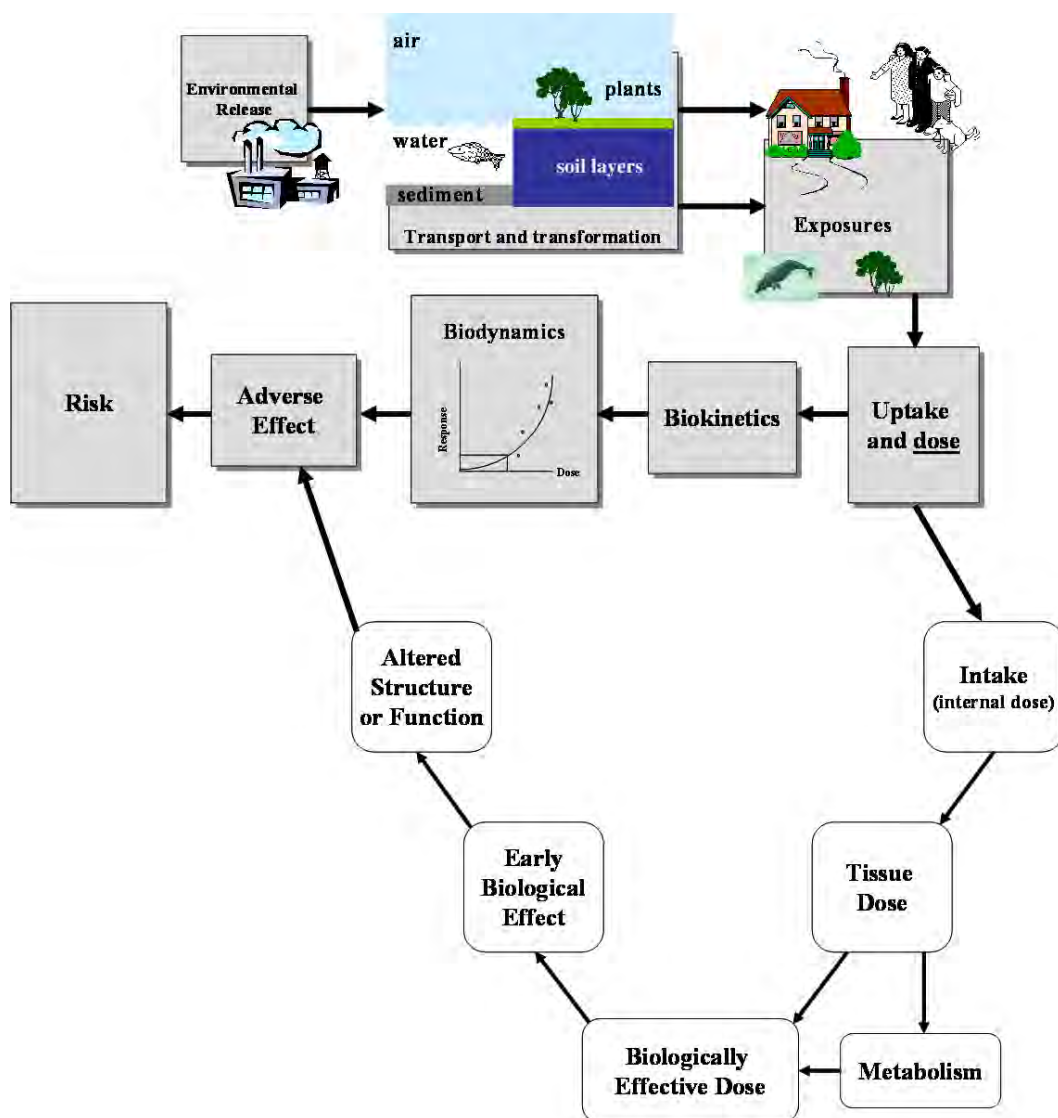 Environmental
Release
air
plants
water
soil layers
sediment
Transport and transformation
Exposures
Risk
Adverse
Effect
Biodynamics
Response
Dose
Biokinetics
Uptake
and dose
Altered
Structure
or Function
Intake
(internal dose)
Early
Biological
Effect
Tissue
Dose
Biologically
Effective Dose
Metabolism